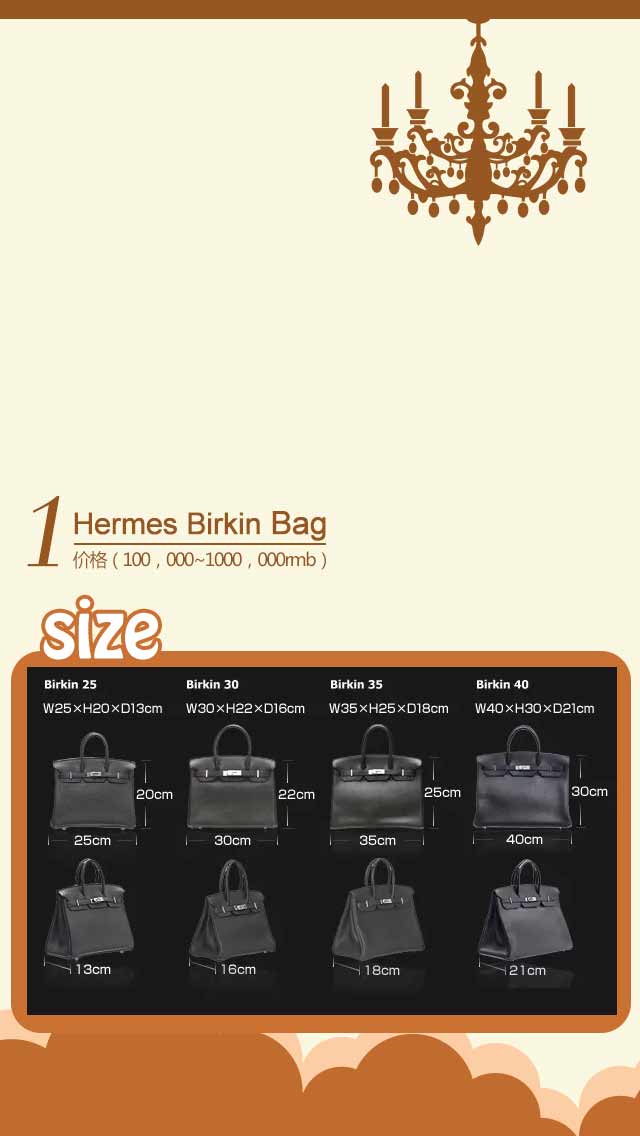 1
Hermes Birkin Bag
价格(100,000~1000,000rmb)
size
Birkin 25 Birkin 30 Birkin 35 Birkin 40
W25×H20×D13cm W30×H22×D16cm W35×H25×D18cm W40×H30×D21cm
20cm 22cm 25cm 30cm
25cm 30cm 35cm 40cm
13cm 16cm 18cm 21cm